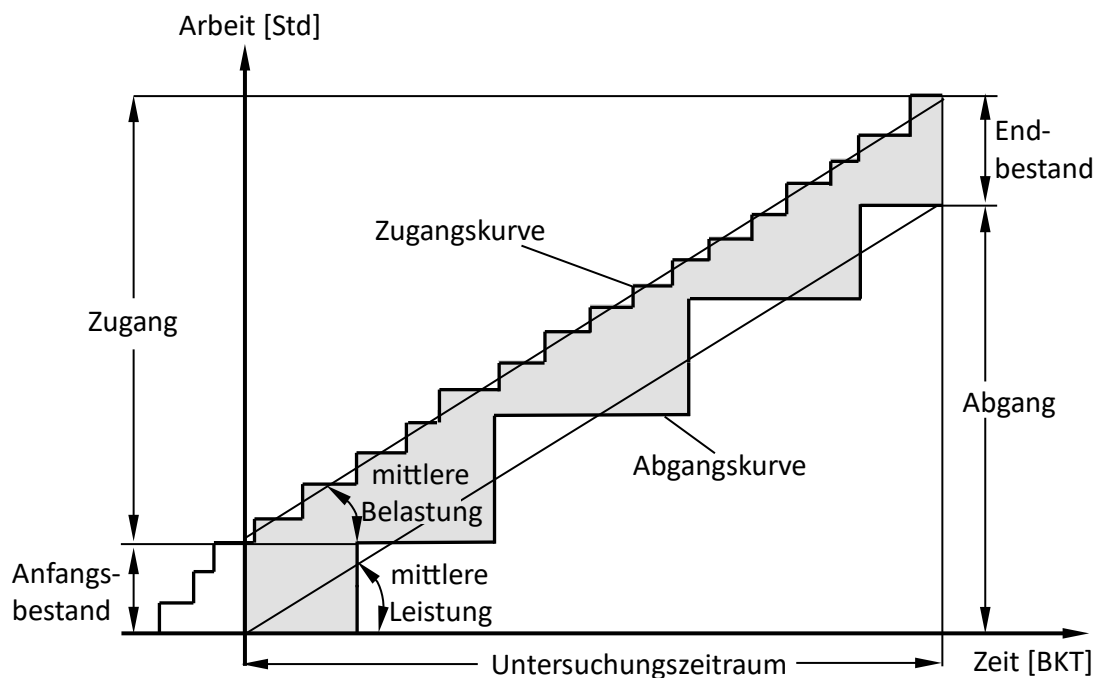 Arbeit [Std]
End-
bestand
Zugangskurve
Zugang
Abgang
Abgangskurve
mittlere
Belastung
Anfangs-
bestand
mittlere
Leistung
Untersuchungszeitraum
Zeit [BKT]